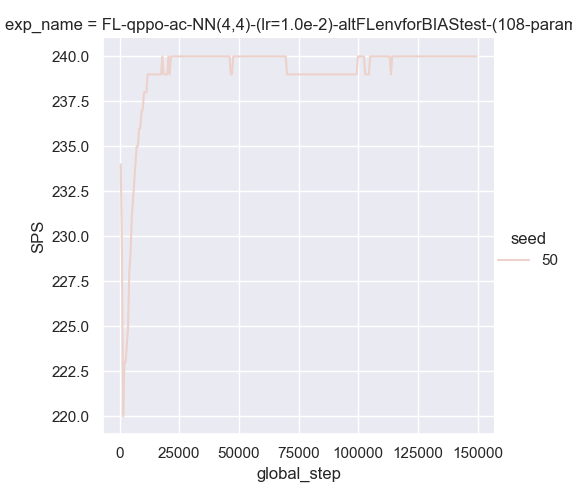 exp_name = FL-qppo-ac-NN(4,4)-(lr=1.0e-2)-altFLenvforBIAStest-(108-param
240.0
237.5
235.0
232.5
230.0
227.5
225.0
222.5
220.0
SPS
seed
50
0 25000 50000 75000 100000 125000 150000
global_step